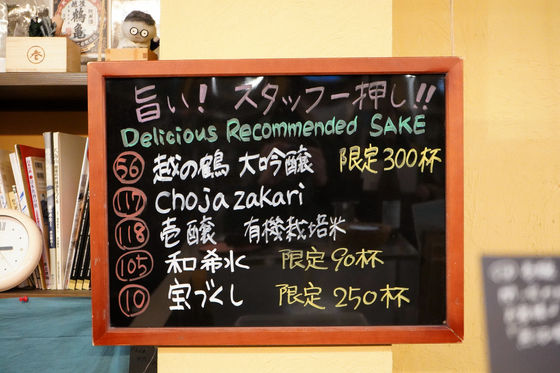 旨い! スタッフ一押し!!
Delicious Recommended SAKE
56 越の鶴 大吟醸 限定300杯
117 Chojazakari
118 壱醸 有機栽培米
105 和希水 限定90杯
10 宝づくし 限定250杯
鶴亀